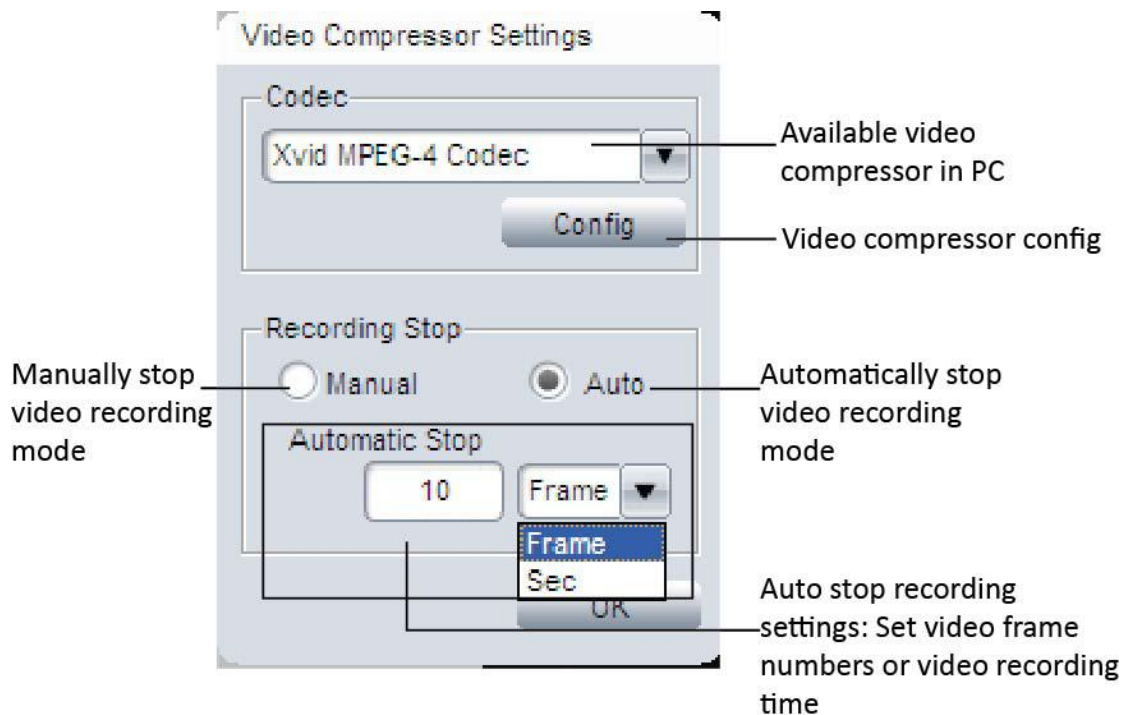 Video Compressor Settings
Codec
Xvid MPEG-4 Codec
Available video
compressor in PC
Config
Video compressor config
Recording Stop
Manually stop
video recording
mode
Manual
Auto
Automatically stop
video recording
mode
Automatic Stop
10
Frame
Frame
Sec
OK
Auto stop recording
settings: Set video frame
numbers or video recording
time